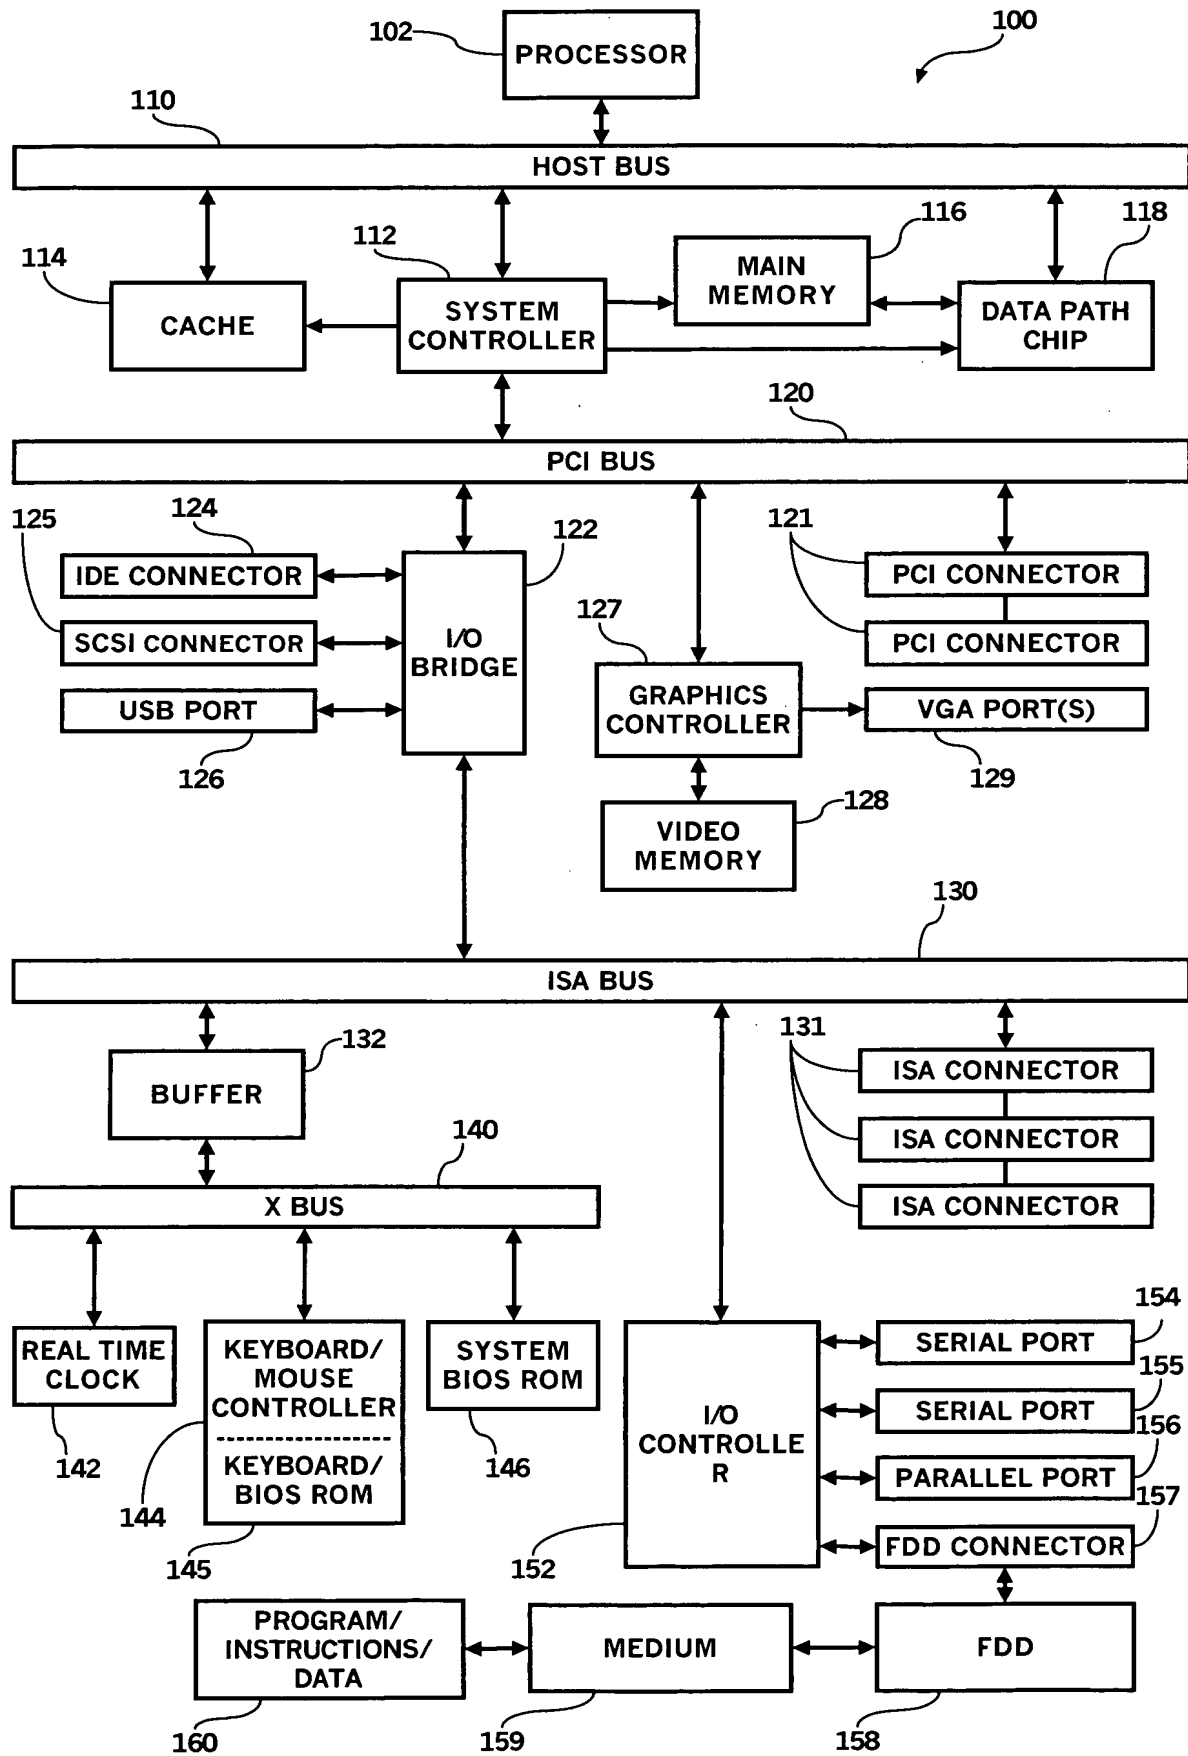 102
PROCESSOR
100
110
HOST BUS
114
112
116
118
CACHE
SYSTEM
CONTROLLER
MAIN
MEMORY
DATA PATH
CHIP
120
PCI BUS
125
124
122
121
IDE CONNECTOR
SCSI CONNECTOR
USB PORT
126
I/O
BRIDGE
127
GRAPHICS
CONTROLLER
PCI CONNECTOR
PCI CONNECTOR
VGA PORT(S)
129
128
VIDEO
MEMORY
130
ISA BUS
132
BUFFER
131
ISA CONNECTOR
ISA CONNECTOR
ISA CONNECTOR
140
X BUS
REAL TIME
CLOCK
142
KEYBOARD/
MOUSE
CONTROLLER
KEYBOARD/
BIOS ROM
144
145
SYSTEM
BIOS ROM
146
I/O
CONTROLLE
R
152
154
SERIAL PORT
155
SERIAL PORT
156
PARALLEL PORT
157
FDD CONNECTOR
PROGRAM/
INSTRUCTIONS/
DATA
MEDIUM
FDD
160
159
158